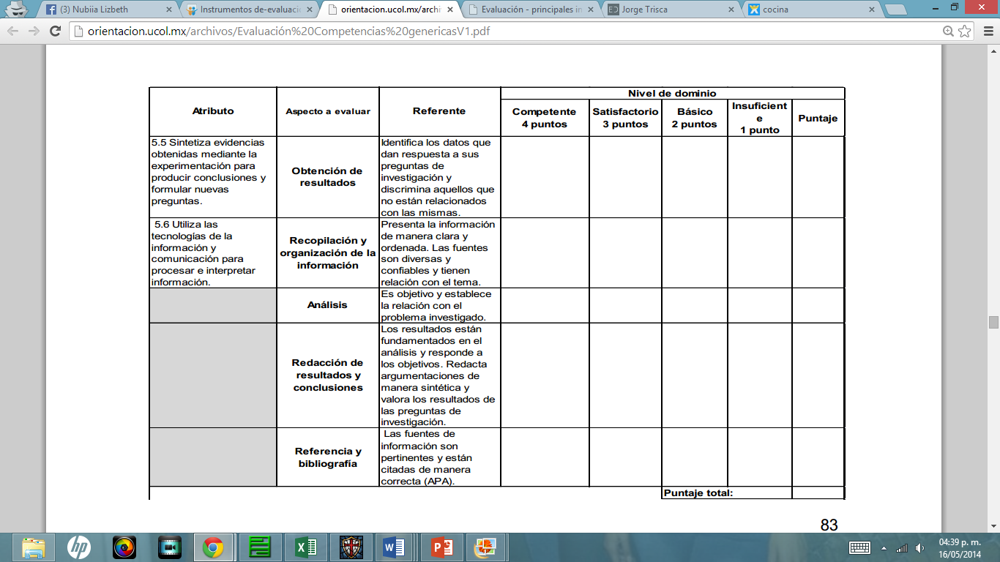 (3) Nubiia Lizbeth
Instrumentos de-evaluaci
orientacion.ucol.mx/archi
Evaluación - principales in
Jorge Trisca
cocina
orientacion.ucol.mx/archivos/Evaluación%20Competencias%20genericasV1.pdf
Atributo
Aspecto a evaluar
Referente
Nivel de dominio
Competente
4 puntos
Satisfactorio
3 puntos
Básico
2 puntos
Insuficient
e
1 punto
Puntaje
5.5 Sintetiza evidencias
obtenidas mediante la
experimentación para
producir conclusiones y
formular nuevas
preguntas.
Obtención de
resultados
Identifica los datos que
dan respuesta a sus
preguntas de
investigación y
discrimina aquellos que
no están relacionados
con las mismas.
5.6 Utiliza las
tecnologías de la
información y
comunicación para
procesar e interpretar
información.
Recopilación y
organización de la
información
Presenta la información
de manera clara y
ordenada. Las fuentes
son diversas y
confiables y tienen
relación con el tema.
Análisis
Es objetivo y establece
la relación con el
problema investigado.
Redacción de
resultados y
conclusiones
Los resultados están
fundamentados en el
análisis y responde a
los objetivos. Redacta
argumentaciones de
manera sintética y
valora los resultados de
las preguntas de
investigación.
Referencia y
bibliografía
Las fuentes de
información son
pertinentes y están
citadas de manera
correcta (APA).
Puntaje total:
83
04:39 p. m.
16/05/2014